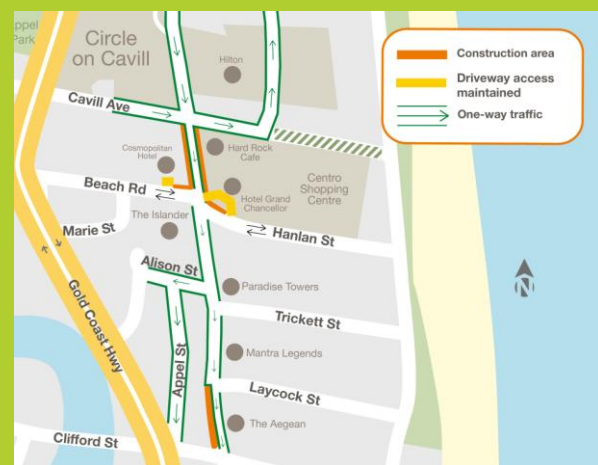 ppel
Park
Circle
on Cavill
Hilton
Construction area
Driveway access
maintained
One-way traffic
Cavill Ave
Cosmopolitan
Hotel
Hard Rock
Cafe
Centro
Shopping
Centre
Beach Rd
Hotel Grand
Chancellor
Marie St
The Islander
Hanlan St
Alison St
N
Paradise Towers
Gold Coast Hwy
Trickett St
Appel St
Mantra Legends
Laycock St
The Aegean
Clifford St